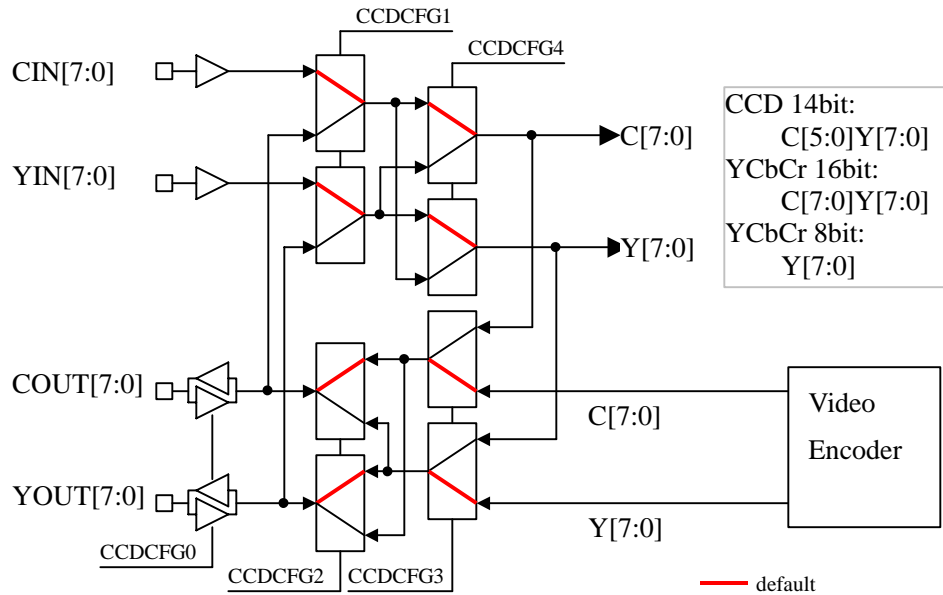 CCDCFG1
CCDCFG4
CIN[7:0]
YIN[7:0]
C[7:0]
Y[7:0]
CCD 14bit:
C[5:0]Y[7:0]
YCbCr 16bit:
C[7:0]Y[7:0]
YCbCr 8bit:
Y[7:0]
COUT[7:0]
YOUT[7:0]
C[7:0]
Y[7:0]
Video
Encoder
CCDCFG0
CCDCFG2
CCDCFG3
default